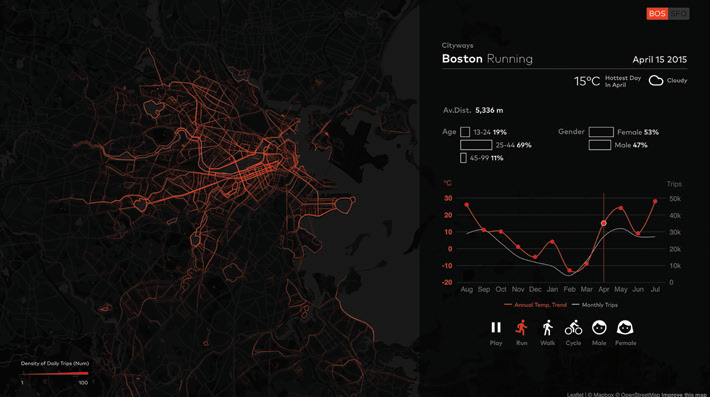 BOS SFO
Cityways
Boston Running April 15 2015
15°C Hottest Day In April Cloudy
Av.Dist. 5,336 m
Age 13-24 19% Gender Female 53%
25-44 69% Male 47%
45-99 11%
°C Trips
30 50k
20 40k
10 30k
0 20k
-10 10k
-20 0
Aug Sep Oct Nov Dec Jan Feb Mar Apr May Jun Jul
Annual Temp. Trend Monthly Trips
Play Run Walk Cycle Male Female
Density of Daily Trips (Num)
1 100
Leaflet | © Mapbox © OpenStreetMap Improve this map